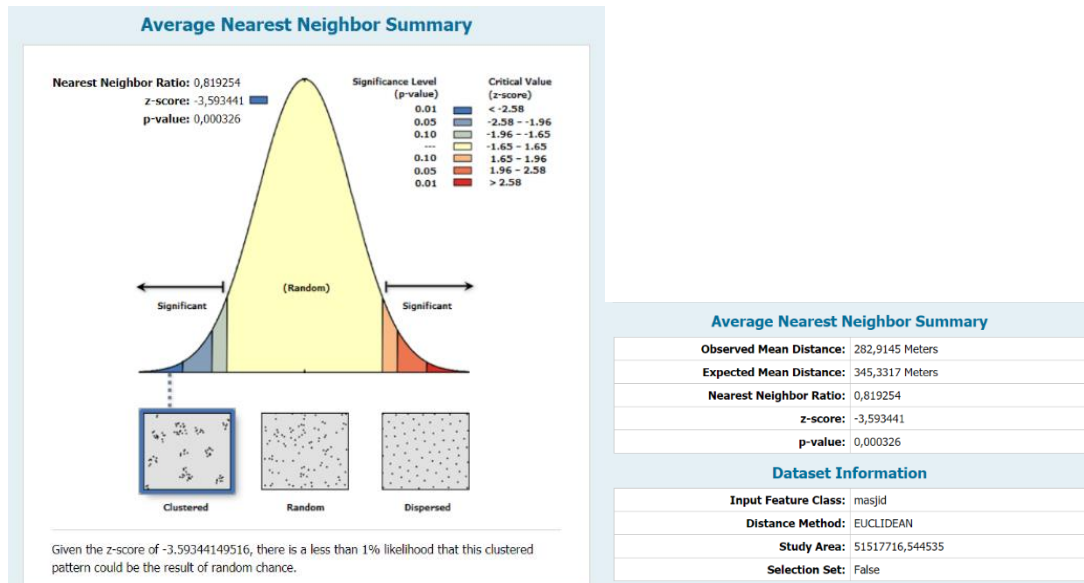 Average Nearest Neighbor Summary
Nearest Neighbor Ratio: 0,819254
z-score: -3,593441
p-value: 0,000326
Significance Level
(p-value)
Critical Value
(z-score)
0.01 < -2.58
0.05 -2.58 - -1.96
0.10 -1.96 - -1.65
--- -1.65 - 1.65
0.10 1.65 - 1.96
0.05 1.96 - 2.58
0.01 > 2.58
(Random)
Significant
Significant
Clustered
Random
Dispersed
Given the z-score of -3.59344149516, there is a less than 1% likelihood that this clustered
pattern could be the result of random chance.
Average Nearest Neighbor Summary
Observed Mean Distance: 282,9145 Meters
Expected Mean Distance: 345,3317 Meters
Nearest Neighbor Ratio: 0,819254
z-score: -3,593441
p-value: 0,000326
Dataset Information
Input Feature Class: masjid
Distance Method: EUCLIDEAN
Study Area: 51517716,544535
Selection Set: False